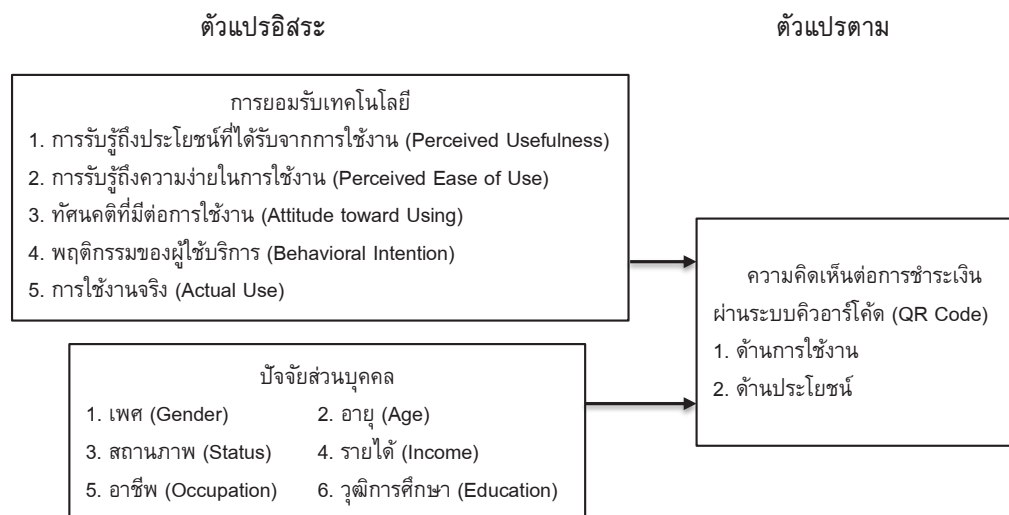 ตัวแปรอิสระ
ตัวแปรตาม
การยอมรับเทคโนโลยี
1. การรับรู้ถึงประโยชน์ที่ได้รับจากการใช้งาน (Perceived Usefulness)
2. การรับรู้ถึงความง่ายในการใช้งาน (Perceived Ease of Use)
3. ทัศนคติที่มีต่อการใช้งาน (Attitude toward Using)
4. พฤติกรรมของผู้ใช้บริการ (Behavioral Intention)
5. การใช้งานจริง (Actual Use)
ปัจจัยส่วนบุคคล
1. เพศ (Gender) 2. อายุ (Age)
3. สถานภาพ (Status) 4. รายได้ (Income)
5. อาชีพ (Occupation) 6. วุฒิการศึกษา (Education)
ความคิดเห็นต่อการชำระเงิน
ผ่านระบบคิวอาร์โค้ด (QR Code)
1. ด้านการใช้งาน
2. ด้านประโยชน์